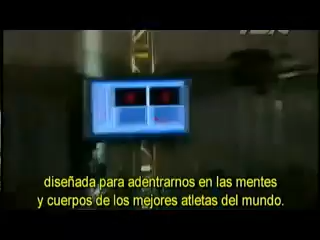 diseñada para adentrarnos en las mentes
y cuerpos de los mejores atletas del mundo.